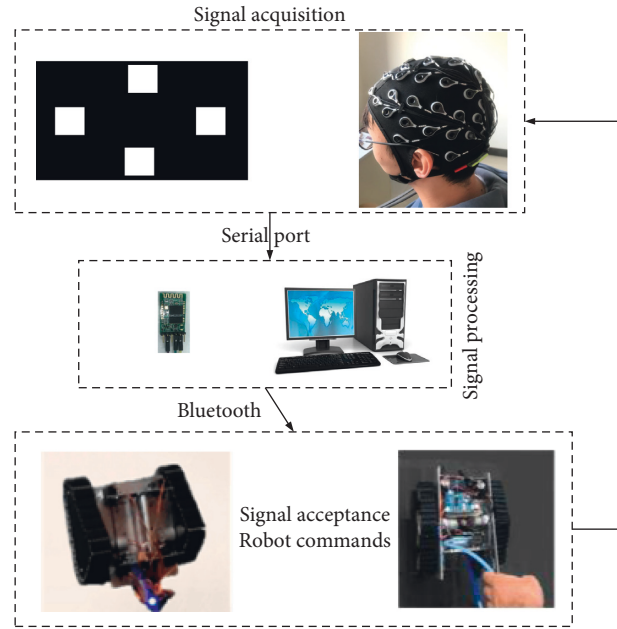 Signal acquisition
Serial port
Signal processing
Bluetooth
Signal acceptance
Robot commands